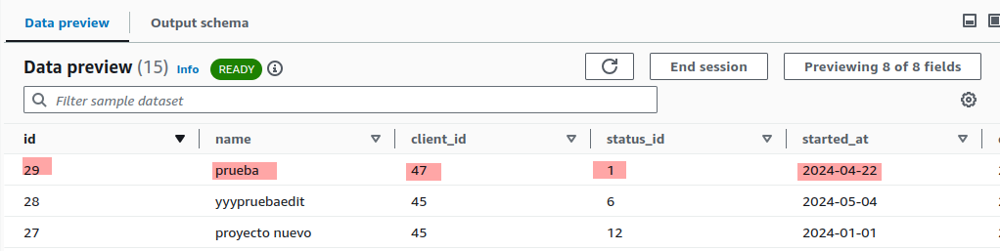 Data preview Output schema
Data preview (15) Info READY End session Previewing 8 of 8 fields
Filter sample dataset
id name client_id status_id started_at
29 prueba 47 1 2024-04-22
28 yyypruebaedit 45 6 2024-05-04
27 proyecto nuevo 45 12 2024-01-01